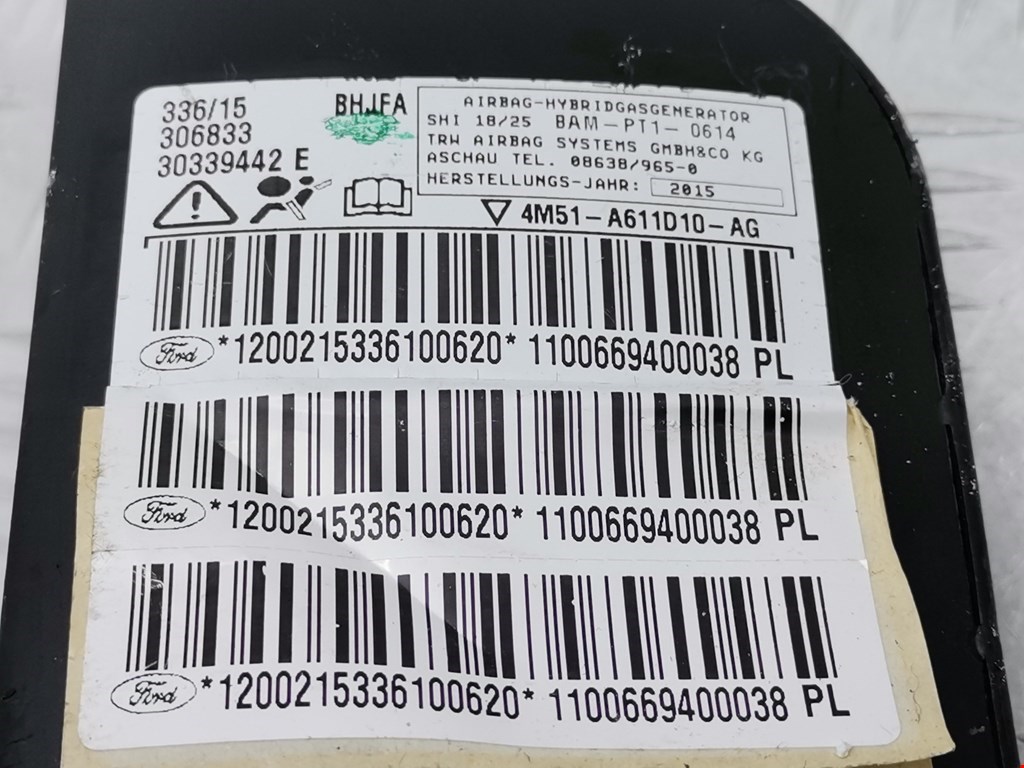 336/15
306833
30339442 E
BHJFA
AIRBAG-HYBRIDGASGENERATOR
SHI 18/25 BAM-PT1-0614
TRW AIRBAG SYSTEMS GMBH&CO KG
ASCHAU TEL. 08638/965-0
HERSTELLUNGS-JAHR: 2015
4M51-A611D10-AG
Ford *1200215336100620* 1100669400038 PL
Ford *1200215336100620* 1100669400038 PL
Ford *1200215336100620* 1100669400038 PL